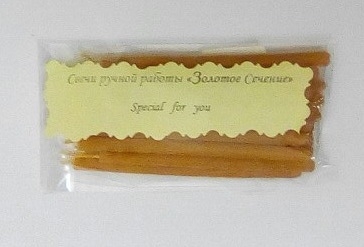 Свечи ручной работы «Золотое Сечение»
Special for you